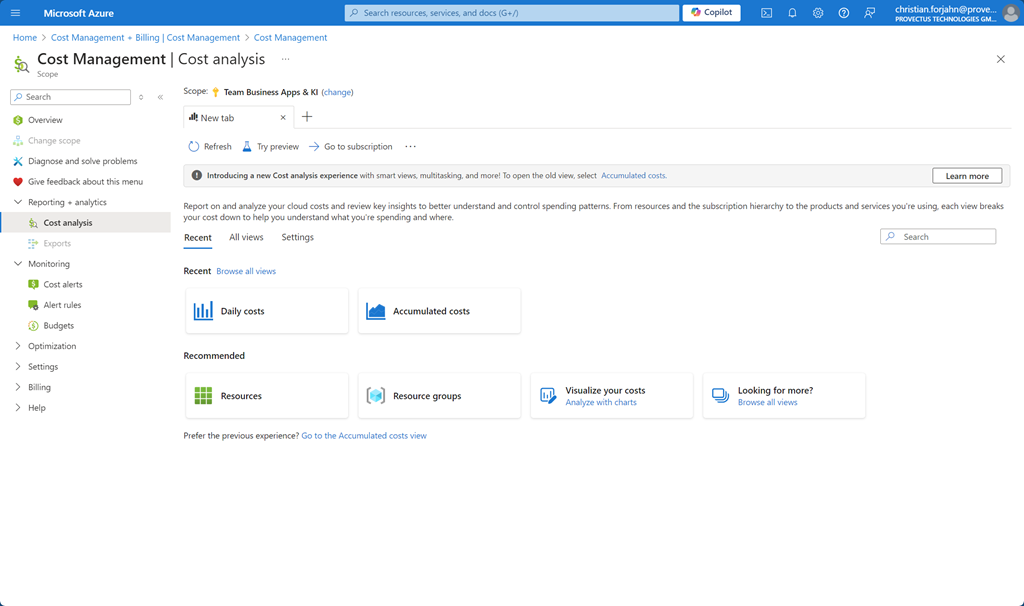 Microsoft Azure
Search resources, services, and docs (G+/)
Copilot
christian.forjahn@prove...
PROVECTUS TECHNOLOGIES GM...
Home > Cost Management + Billing | Cost Management > Cost Management
Cost Management | Cost analysis ...
Scope
Search
Overview
Change scope
Diagnose and solve problems
Give feedback about this menu
Reporting + analytics
Cost analysis
Exports
Monitoring
Cost alerts
Alert rules
Budgets
Optimization
Settings
Billing
Help
Scope: Team Business Apps & KI (change)
New tab
Refresh Try preview Go to subscription ...
Introducing a new Cost analysis experience with smart views, multitasking, and more! To open the old view, select Accumulated costs.
Learn more
Report on and analyze your cloud costs and review key insights to better understand and control spending patterns. From resources and the subscription hierarchy to the products and services you're using, each view breaks
your cost down to help you understand what you're spending and where.
Recent All views Settings
Search
Recent Browse all views
Daily costs
Accumulated costs
Recommended
Resources
Resource groups
Visualize your costs
Analyze with charts
Looking for more?
Browse all views
Prefer the previous experience? Go to the Accumulated costs view